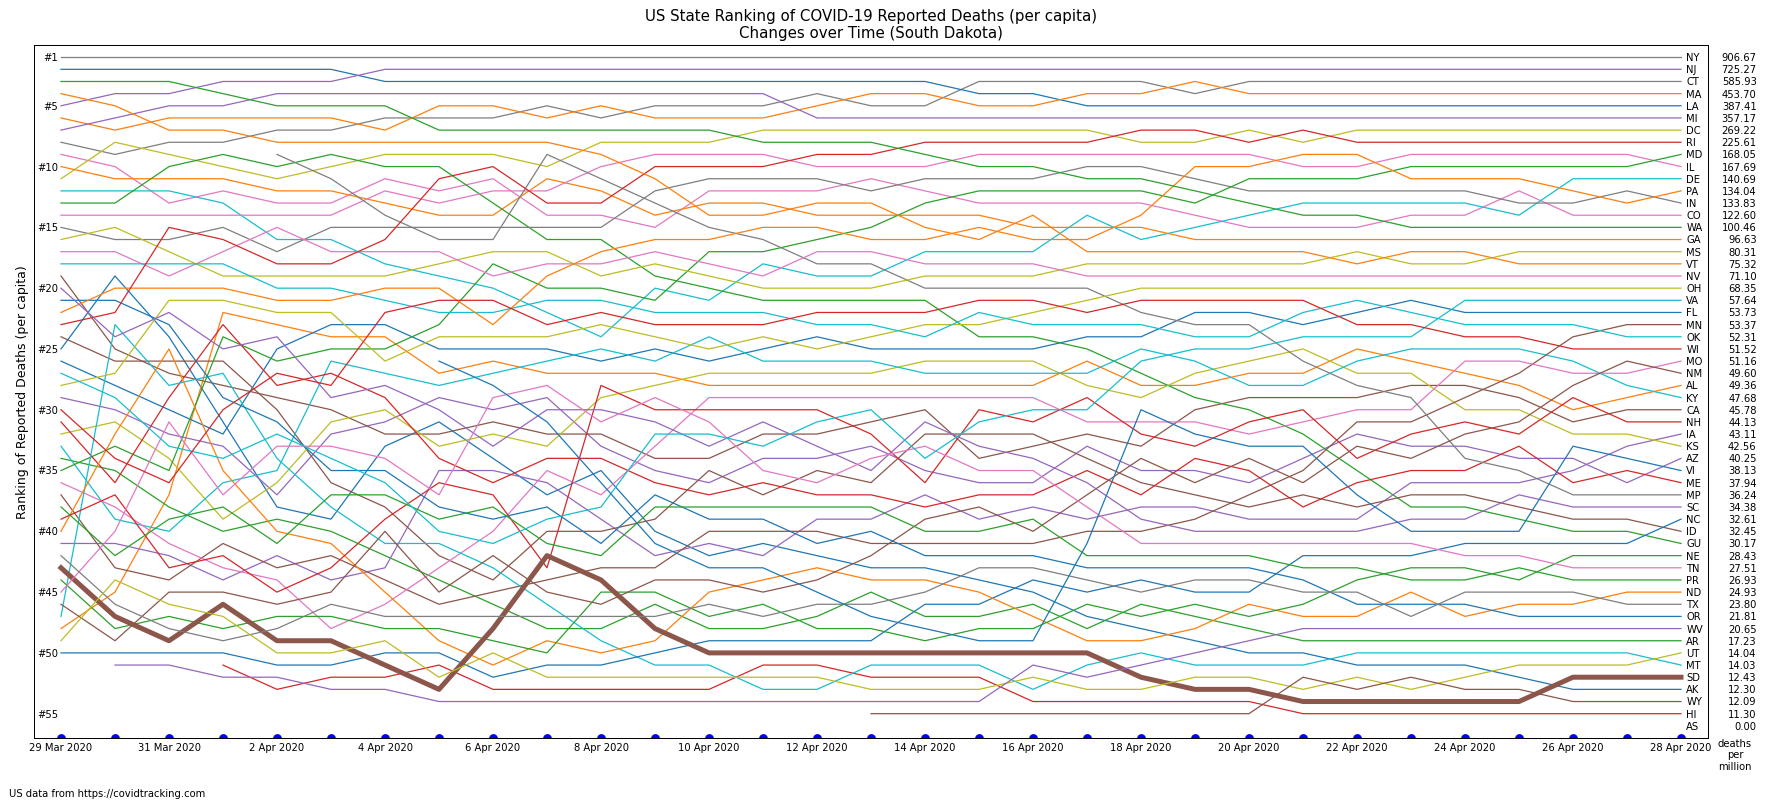 US State Ranking of COVID-19 Reported Deaths (per capita)
Changes over Time (South Dakota)
Ranking of Reported Deaths (per capita)
#1
#5
#10
#15
#20
#25
#30
#35
#40
#45
#50
#55
NY 906.67
NJ 725.27
CT 585.93
MA 453.70
LA 387.41
MI 357.17
DC 269.22
RI 225.61
MD 168.05
IL 167.69
DE 140.69
PA 134.04
IN 133.83
CO 122.60
WA 100.46
GA 96.63
MS 80.31
VT 75.32
NV 71.10
OH 68.35
VA 57.64
FL 53.73
MN 53.37
OK 52.31
WI 51.52
MO 51.16
NM 49.60
AL 49.36
KY 47.68
CA 45.78
NH 44.13
IA 43.11
KS 42.56
AZ 40.25
VI 38.13
ME 37.94
MP 36.24
SC 34.38
NC 32.61
ID 32.45
GU 30.17
NE 28.43
TN 27.51
PR 26.93
ND 24.93
TX 23.80
OR 21.81
WV 20.65
AR 17.23
UT 14.04
MT 14.03
SD 12.43
AK 12.30
WY 12.09
HI 11.30
AS 0.00
29 Mar 2020 31 Mar 2020 2 Apr 2020 4 Apr 2020 6 Apr 2020 8 Apr 2020 10 Apr 2020 12 Apr 2020 14 Apr 2020 16 Apr 2020 18 Apr 2020 20 Apr 2020 22 Apr 2020 24 Apr 2020 26 Apr 2020 28 Apr 2020
deaths
per
million
US data from https://covidtracking.com